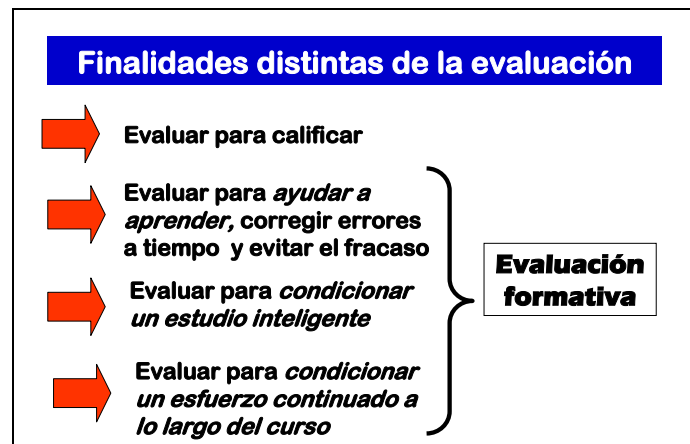 Finalidades distintas de la evaluación
Evaluar para calificar
Evaluar para ayudar a
aprender, corregir errores
a tiempo y evitar el fracaso
Evaluar para condicionar
un estudio inteligente
Evaluar para condicionar
un esfuerzo continuado a
lo largo del curso
Evaluación
formativa